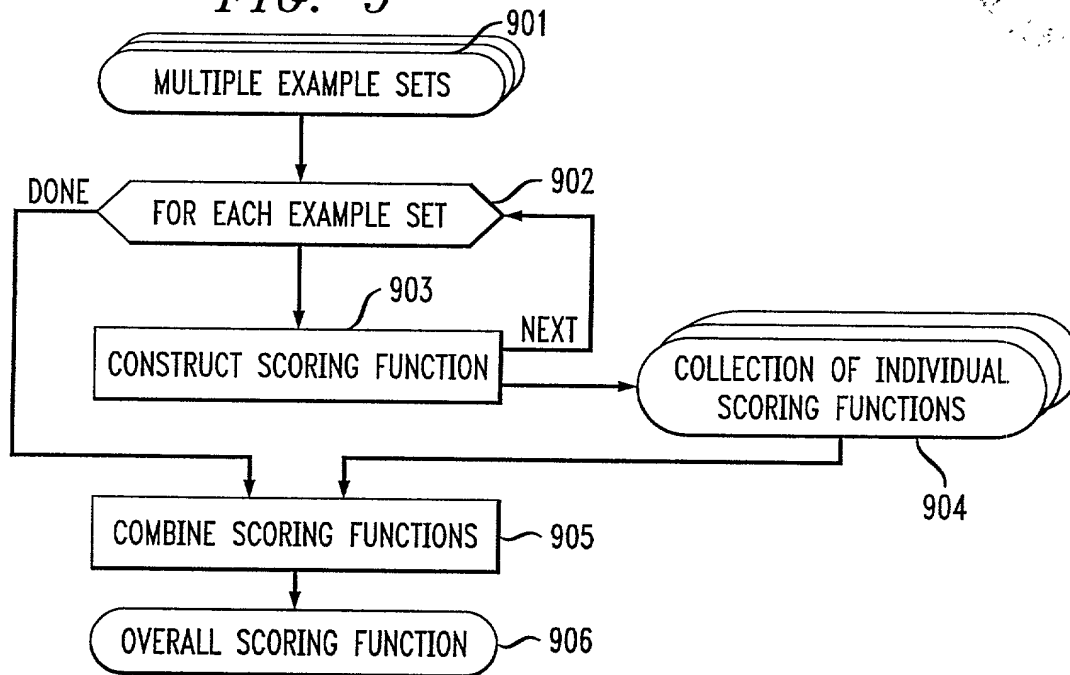 FIG. 9
901
MULTIPLE EXAMPLE SETS
902
DONE
FOR EACH EXAMPLE SET
903
NEXT
CONSTRUCT SCORING FUNCTION
COLLECTION OF INDIVIDUAL
SCORING FUNCTIONS
904
COMBINE SCORING FUNCTIONS
905
OVERALL SCORING FUNCTION
906